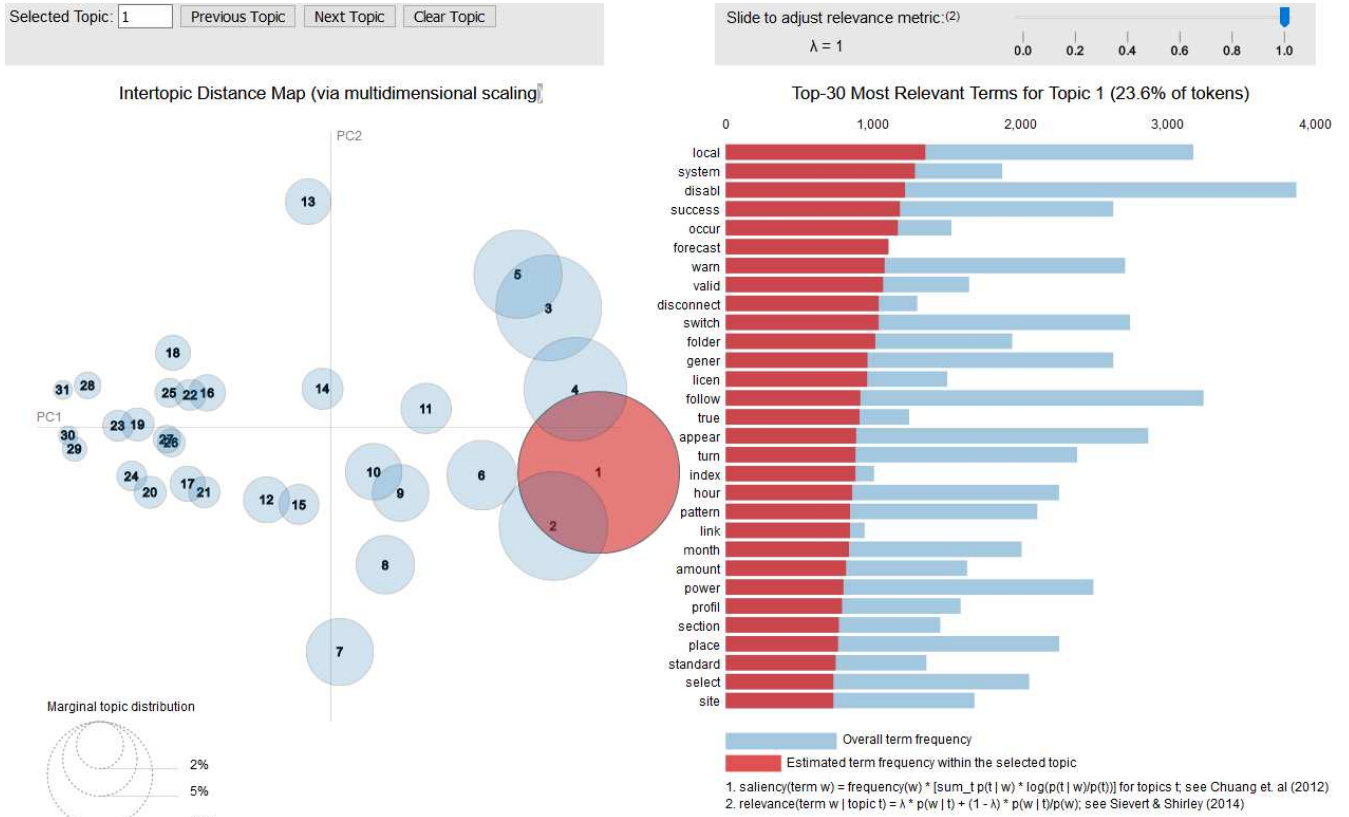 Selected Topic: 1 Previous Topic Next Topic Clear Topic
Slide to adjust relevance metric:(2)
λ = 1
0.0 0.2 0.4 0.6 0.8 1.0
Intertopic Distance Map (via multidimensional scaling)
PC2
PC1
13
5
3
18
4
14
31
28
25
22
16
11
23
19
30
27
26
29
10
6
1
24
20
17
21
9
12
15
2
8
7
Marginal topic distribution
2%
5%
Top-30 Most Relevant Terms for Topic 1 (23.6% of tokens)
0 1,000 2,000 3,000 4,000
local
system
disabl
success
occur
forecast
warn
valid
disconnect
switch
folder
gener
licen
follow
true
appear
turn
index
hour
pattern
link
month
amount
power
profil
section
place
standard
select
site
Overall term frequency
Estimated term frequency within the selected topic
1. saliency(term w) = frequency(w) * [sum_t p(t | w) * log(p(t | w)/p(t))] for topics t; see Chuang et. al (2012)
2. relevance(term w | topic t) = λ * p(w | t) + (1 - λ) * p(w | t)/p(w); see Sievert & Shirley (2014)